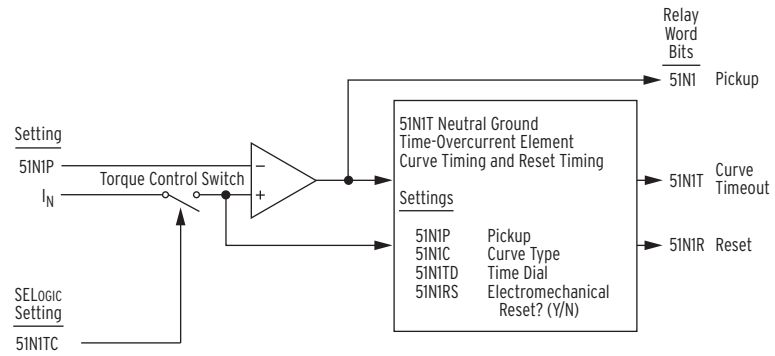 Relay
Word
Bits
51N1 Pickup
Setting
51N1P
I_N
Torque Control Switch
−
+
51N1T Neutral Ground
Time-Overcurrent Element
Curve Timing and Reset Timing
Settings
51N1P Pickup
51N1C Curve Type
51N1TD Time Dial
51N1RS Electromechanical
Reset? (Y/N)
51N1T Curve
Timeout
51N1R Reset
SELOGIC
Setting
51N1TC